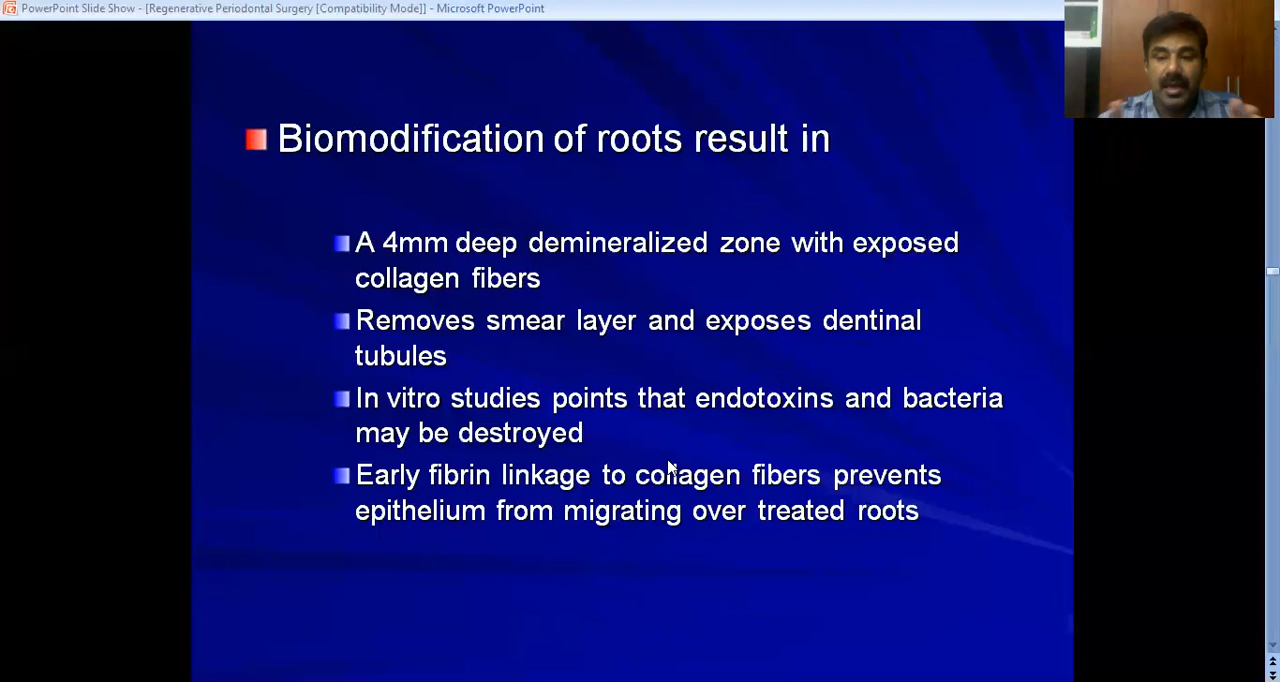 PowerPoint Slide Show - [Regenerative Periodontal Surgery [Compatibility Mode]] - Microsoft PowerPoint
Biomodification of roots result in
A 4mm deep demineralized zone with exposed
collagen fibers
Removes smear layer and exposes dentinal
tubules
In vitro studies points that endotoxins and bacteria
may be destroyed
Early fibrin linkage to collagen fibers prevents
epithelium from migrating over treated roots